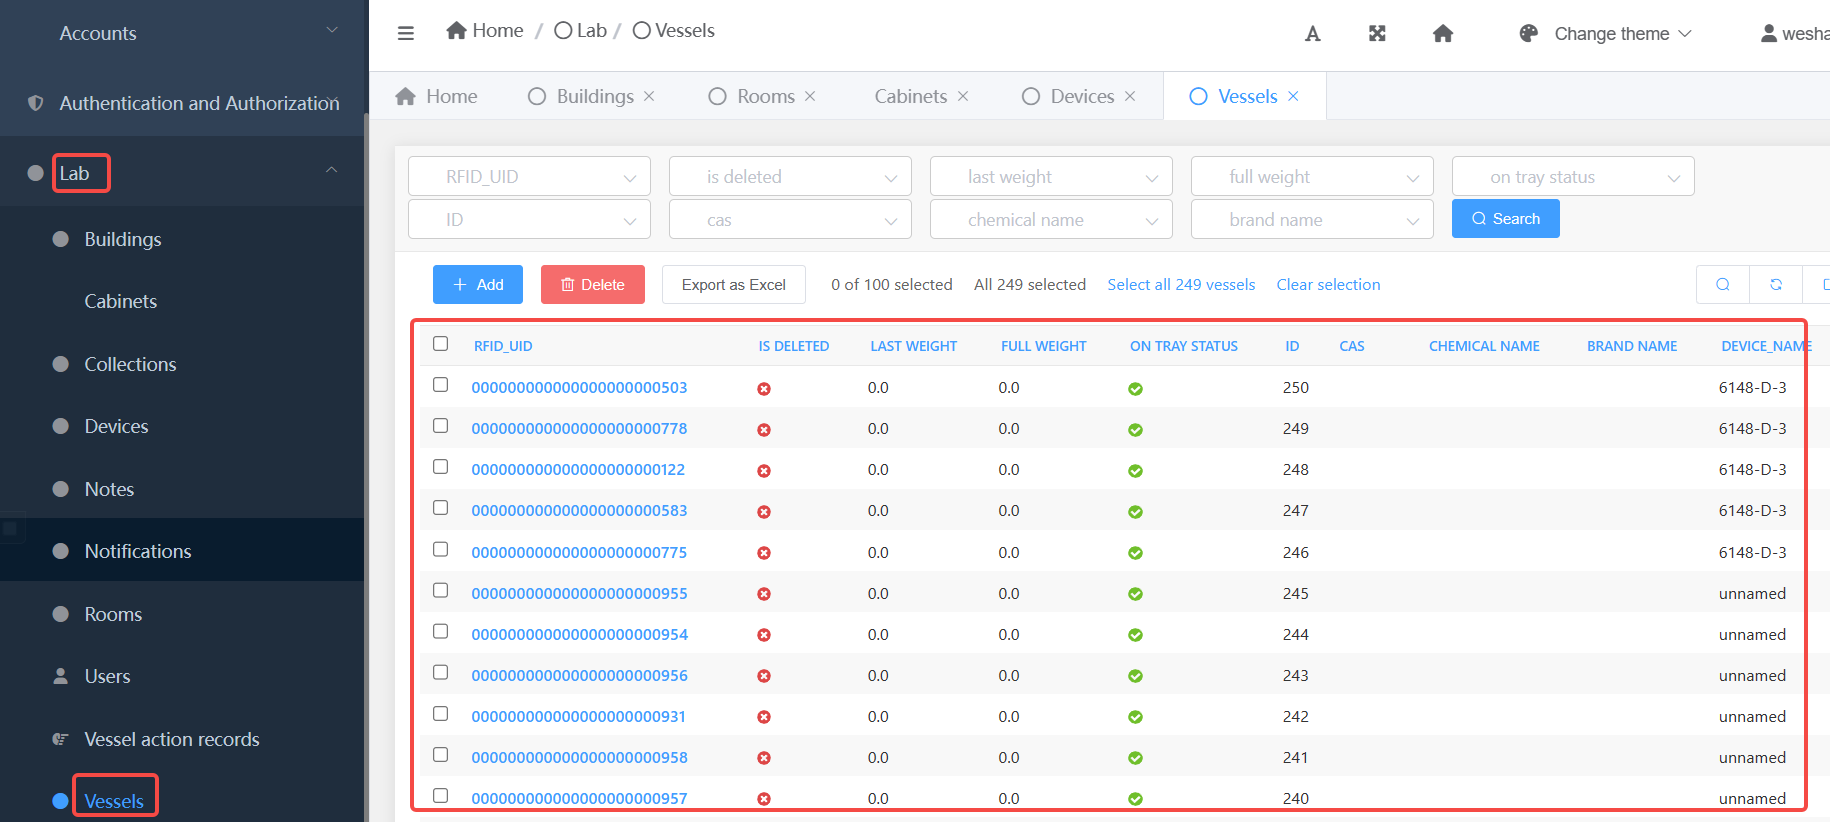 Accounts
Authentication and Authorization
Lab
Buildings
Cabinets
Collections
Devices
Notes
Notifications
Rooms
Users
Vessel action records
Vessels
Home / Lab / Vessels
Change theme
Home
Buildings
Rooms
Cabinets
Devices
Vessels
RFID_UID is deleted last weight full weight on tray status
ID cas chemical name brand name Search
Add Delete Export as Excel 0 of 100 selected All 249 selected Select all 249 vessels Clear selection
RFID_UID IS DELETED LAST WEIGHT FULL WEIGHT ON TRAY STATUS ID CAS CHEMICAL NAME BRAND NAME DEVICE_NAME
000000000000000000000503 0.0 0.0 250 6148-D-3
000000000000000000000778 0.0 0.0 249 6148-D-3
000000000000000000000122 0.0 0.0 248 6148-D-3
000000000000000000000583 0.0 0.0 247 6148-D-3
000000000000000000000775 0.0 0.0 246 6148-D-3
000000000000000000000955 0.0 0.0 245 unnamed
000000000000000000000954 0.0 0.0 244 unnamed
000000000000000000000956 0.0 0.0 243 unnamed
000000000000000000000931 0.0 0.0 242 unnamed
000000000000000000000958 0.0 0.0 241 unnamed
000000000000000000000957 0.0 0.0 240 unnamed